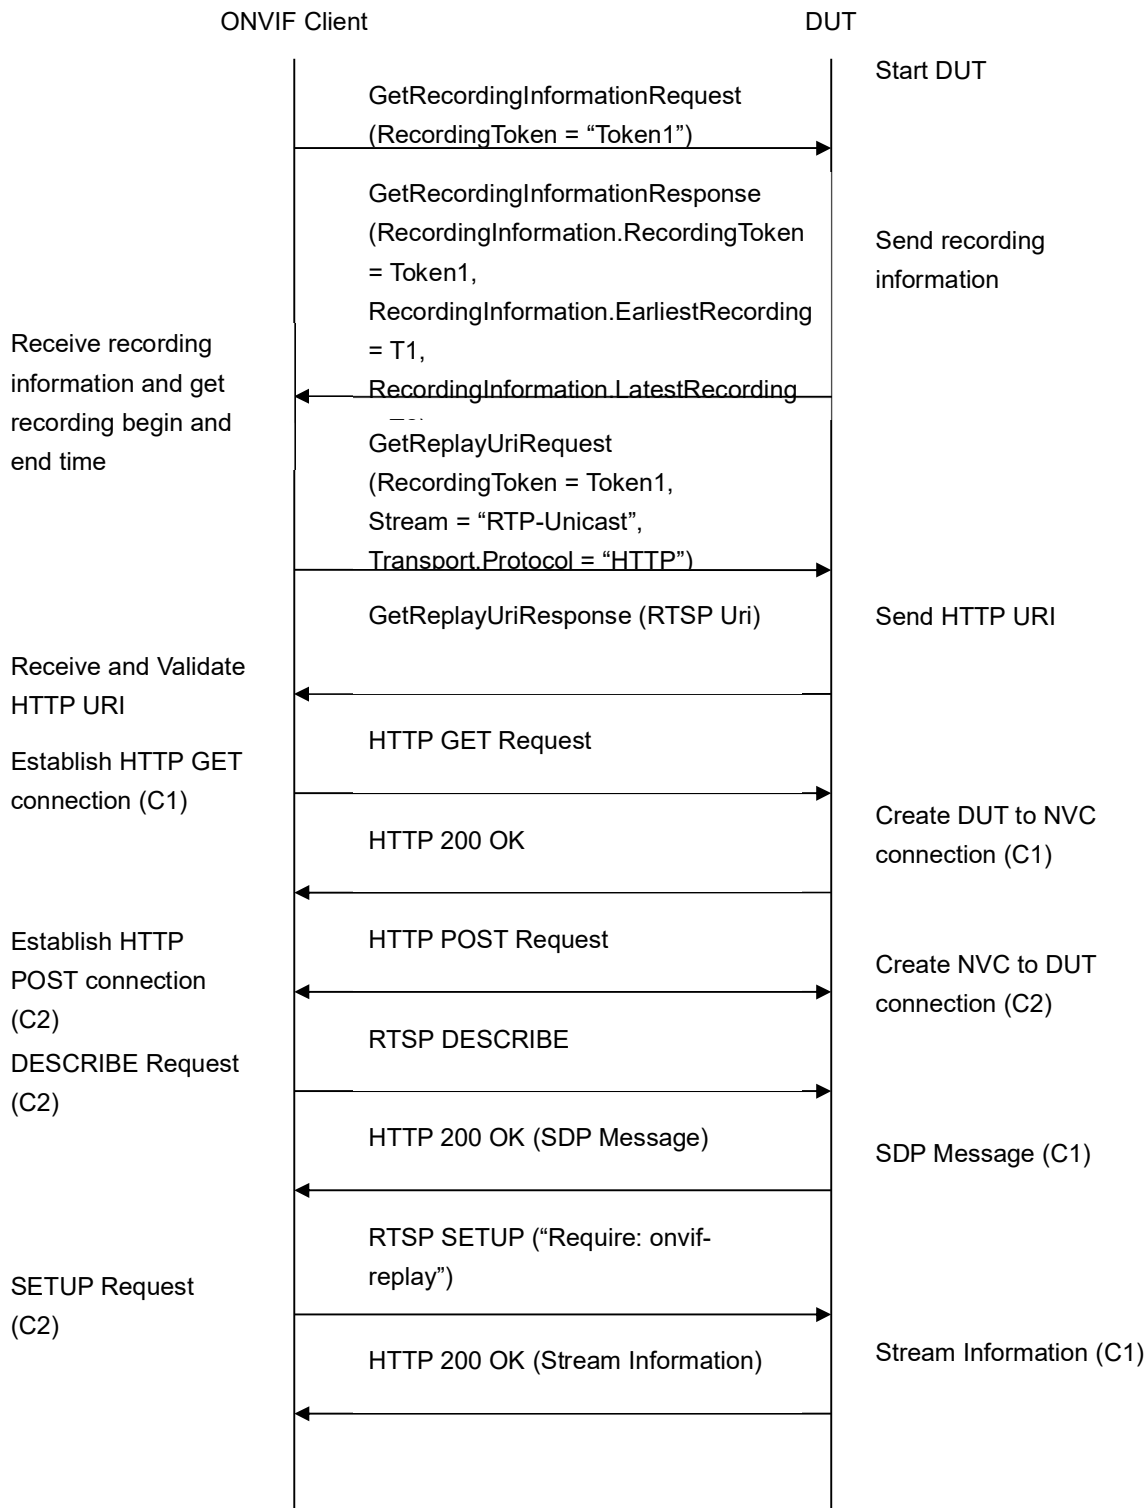 ONVIF Client
DUT
Start DUT
GetRecordingInformationRequest
(RecordingToken = “Token1”)
GetRecordingInformationResponse
(RecordingInformation.RecordingToken
= Token1,
RecordingInformation.EarliestRecording
= T1,
RecordingInformation.LatestRecording
Send recording
information
Receive recording
information and get
recording begin and
end time
GetReplayUriRequest
(RecordingToken = Token1,
Stream = “RTP-Unicast”,
Transport.Protocol = “HTTP”)
GetReplayUriResponse (RTSP Uri)
Send HTTP URI
Receive and Validate
HTTP URI
HTTP GET Request
Establish HTTP GET
connection (C1)
HTTP 200 OK
Create DUT to NVC
connection (C1)
HTTP POST Request
Establish HTTP
POST connection
(C2)
Create NVC to DUT
connection (C2)
RTSP DESCRIBE
DESCRIBE Request
(C2)
HTTP 200 OK (SDP Message)
SDP Message (C1)
RTSP SETUP (“Require: onvif-
replay”)
SETUP Request
(C2)
HTTP 200 OK (Stream Information)
Stream Information (C1)